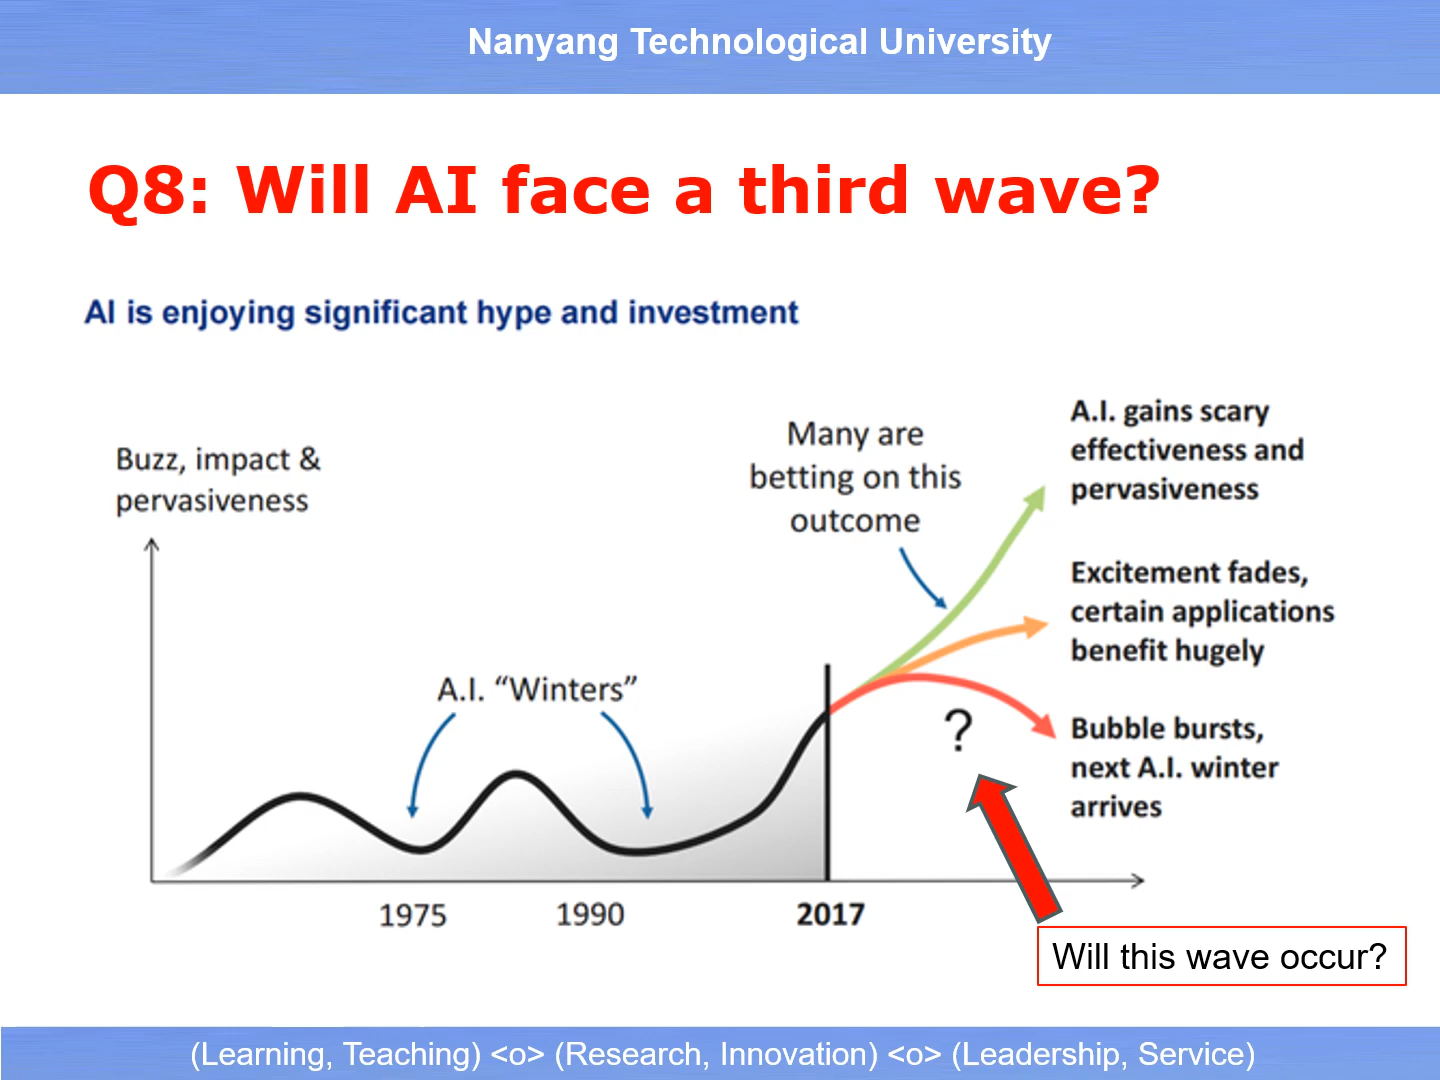 Nanyang Technological University
Q8: Will AI face a third wave?
AI is enjoying significant hype and investment
Buzz, impact &
pervasiveness
Many are
betting on this
outcome
A.I. gains scary
effectiveness and
pervasiveness
Excitement fades,
certain applications
benefit hugely
A.I. “Winters”
?
Bubble bursts,
next A.I. winter
arrives
1975
1990
2017
Will this wave occur?
(Learning, Teaching) <o> (Research, Innovation) <o> (Leadership, Service)